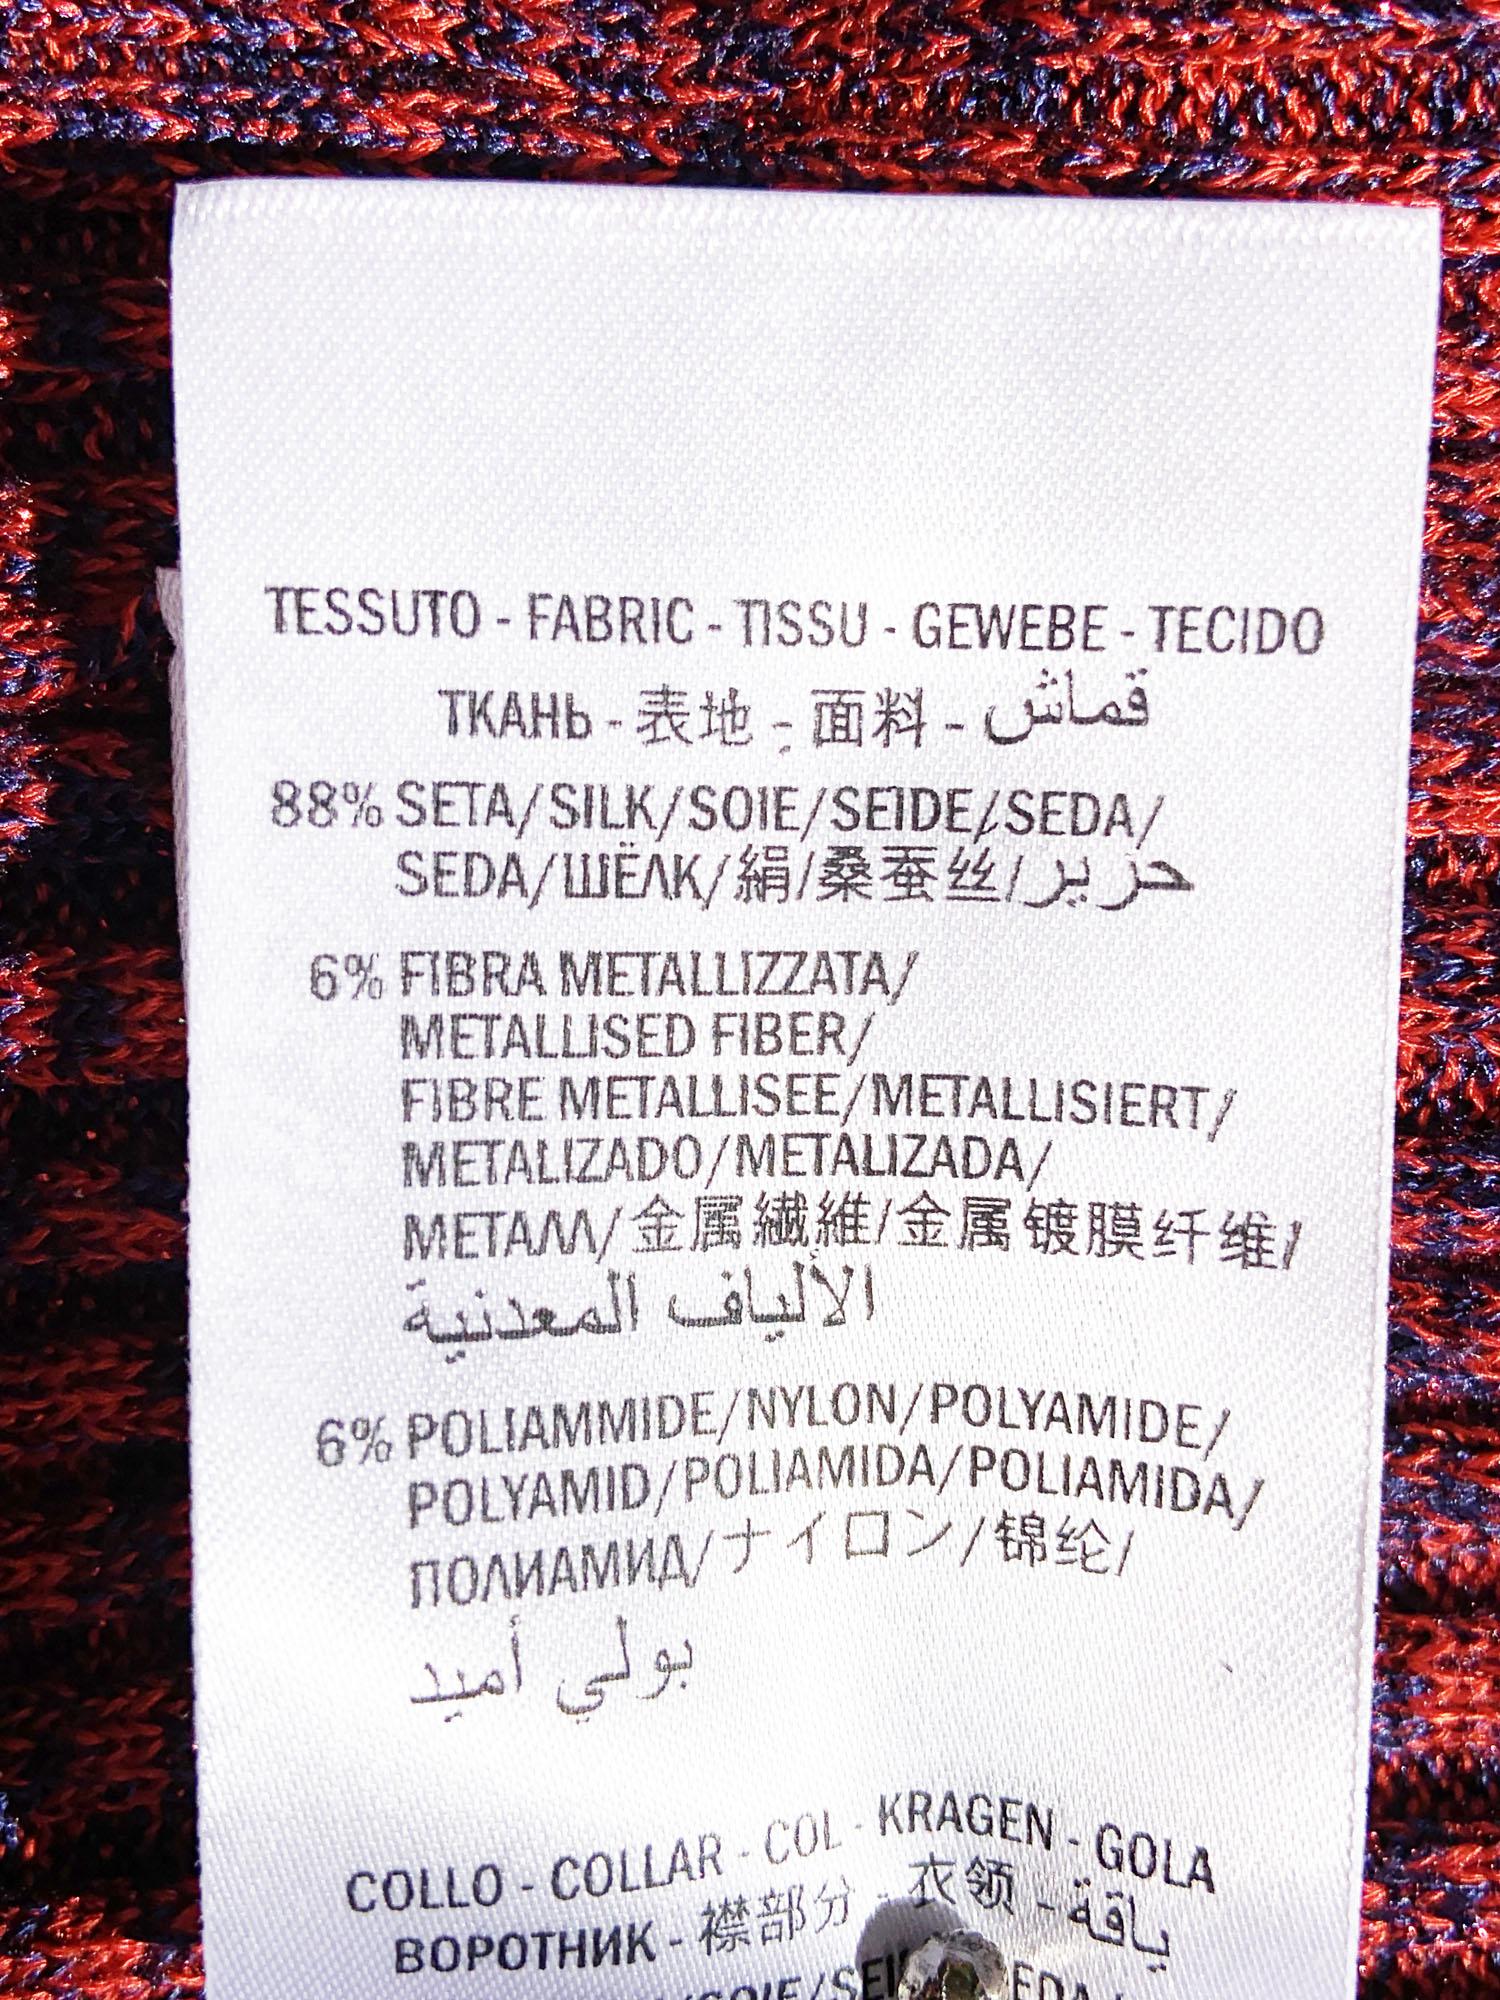 TESSUTO - FABRIC - TISSU - GEWEBE - TECIDO
ТКАНЬ - 表地 - 面料 - قماش
88% SETA/SILK/SOIE/SEIDE/SEDA/
SEDA/ШЁЛК/絹/桑蚕丝/حرير
6% FIBRA METALLIZZATA/
METALLISED FIBER/
FIBRE METALLISEE/METALLISIERT/
METALIZADO/METALIZADA/
МЕТАЛЛ/金属繊維/金属镀膜纤维/
الألياف المعدنية
6% POLIAMMIDE/NYLON/POLYAMIDE/
POLYAMID/POLIAMIDA/POLIAMIDA/
ПОЛИАМИД/ナイロン/锦纶/
بولي أميد
COLLO - COLLAR - COL - KRAGEN - GOLA
ВОРОТНИК - 襟部分 - 衣领 - ياقة